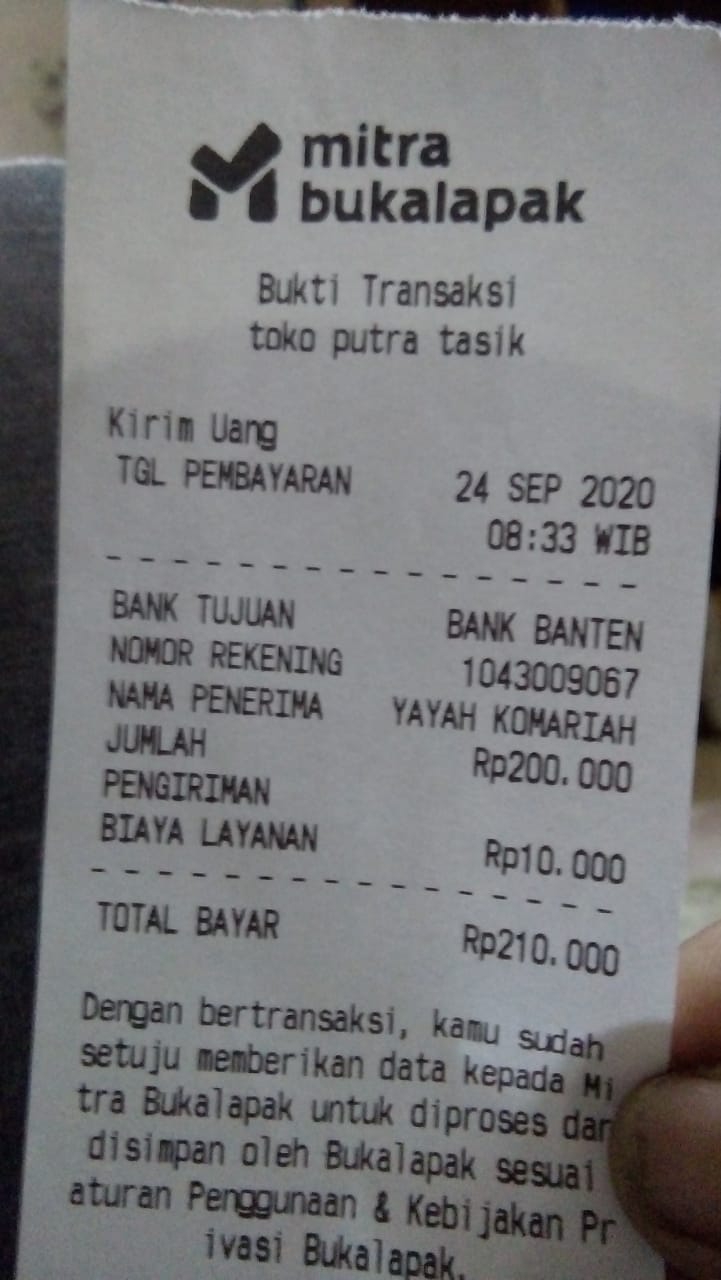 mitra
bukalapak
Bukti Transaksi
toko putra tasik
Kirim Uang
TGL PEMBAYARAN 24 SEP 2020
08:33 WIB
BANK TUJUAN BANK BANTEN
NOMOR REKENING 1043009067
NAMA PENERIMA YAYAH KOMARIAH
JUMLAH Rp200.000
PENGIRIMAN
BIAYA LAYANAN Rp10.000
TOTAL BAYAR Rp210.000
Dengan bertransaksi, kamu sudah
setuju memberikan data kepada Mi
tra Bukalapak untuk diproses dan
disimpan oleh Bukalapak sesuai
aturan Penggunaan & Kebijakan Pr
ivasi Bukalapak.